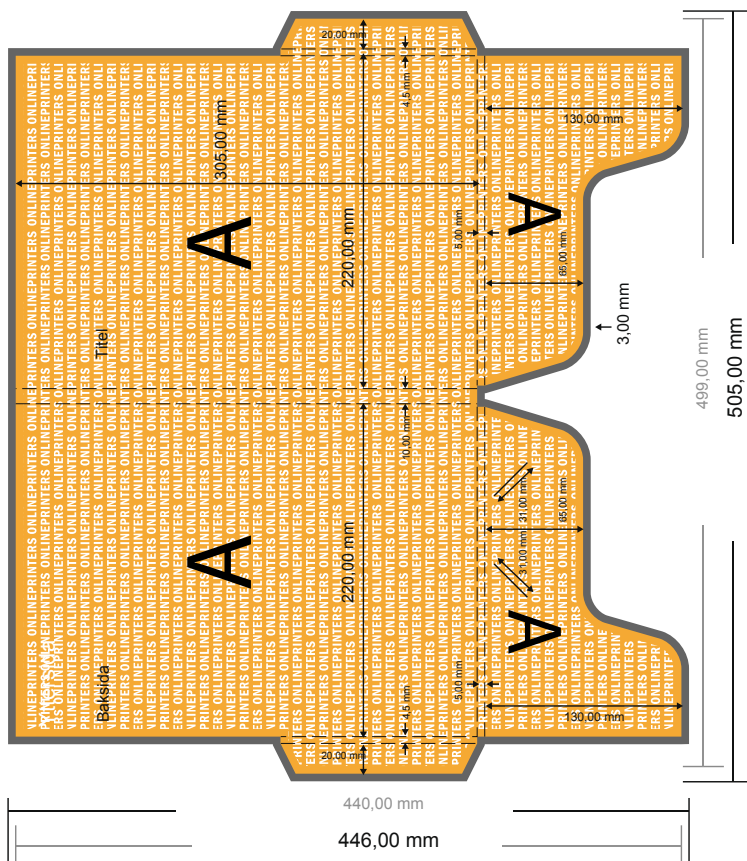 20,00 mm
4,5 mm
130,00 mm
305,00 mm
A
A
220,00 mm
5,00 mm
65,00 mm
Titel
3,00 mm
499,00 mm
505,00 mm
10,00 mm
31,00 mm
65,00 mm
31,00 mm
A
220,00 mm
A
Baksida
5,00 mm
4,5 mm
130,00 mm
20,00 mm
440,00 mm
446,00 mm
ONLINEPRINTERS ONLINEPRINTERS ONLINEPRINTERS